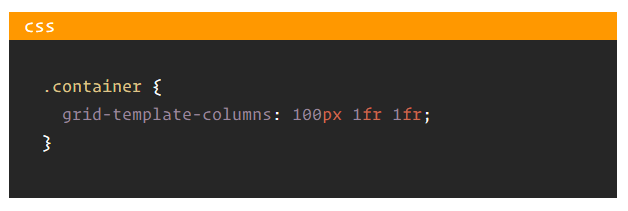 css
.container {
  grid-template-columns: 100px 1fr 1fr;
}